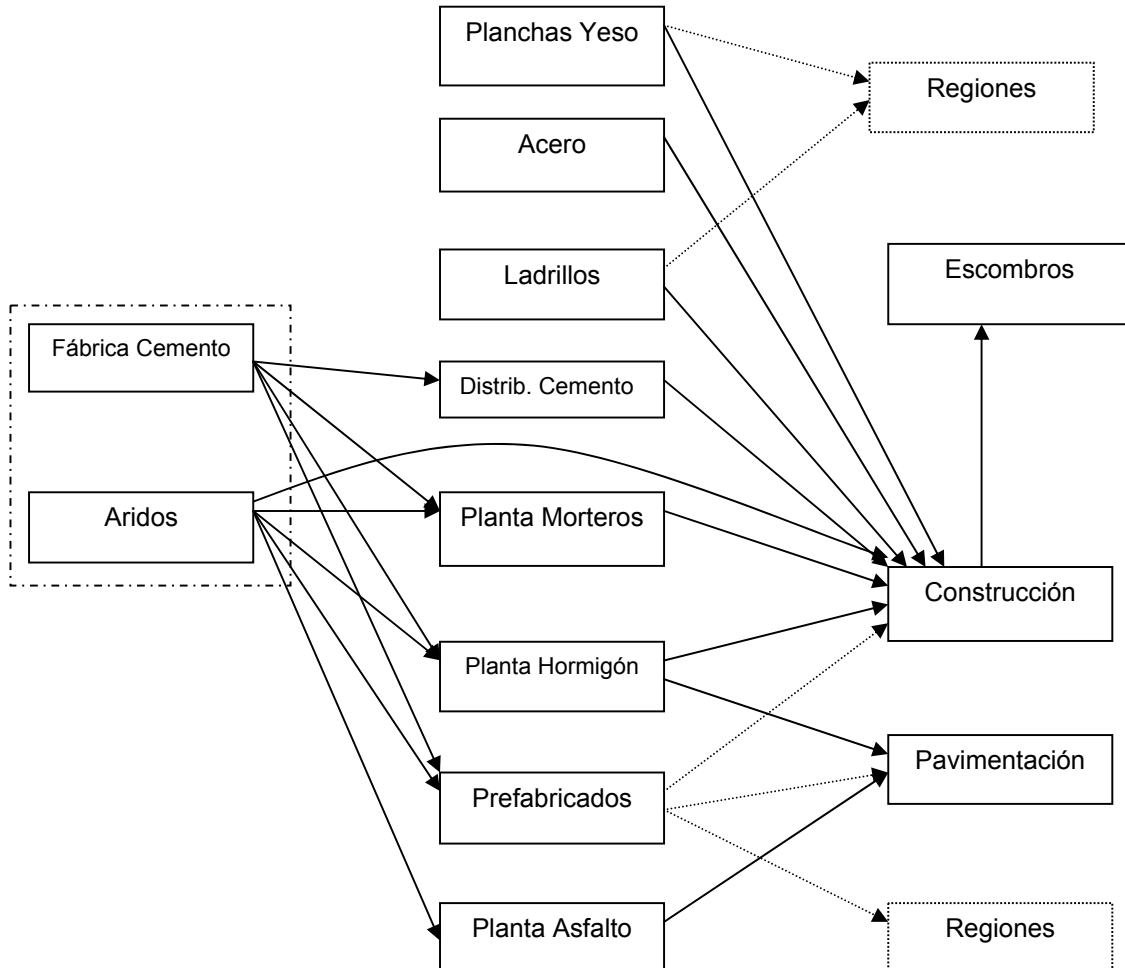 Planchas Yeso
Regiones
Acero
Ladrillos
Escombros
Fábrica Cemento
Distrib. Cemento
Aridos
Planta Morteros
Construcción
Planta Hormigón
Pavimentación
Prefabricados
Planta Asfalto
Regiones